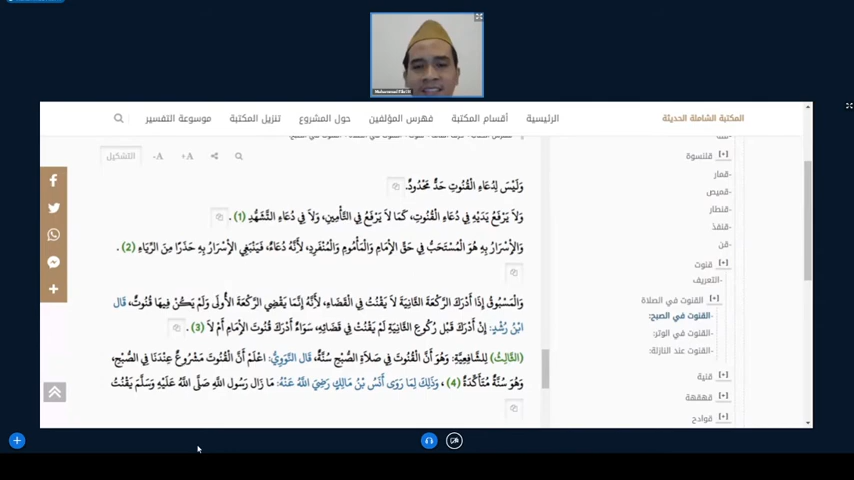 Muhammad Fikri
المكتبة الشاملة الحديثة
الرئيسية
أقسام المكتبة
فهرس المؤلفين
حول المشروع
تنزيل المكتبة
موسوعة التفسير
+A
-A
التشكيل
وَلَيْسَ لِدُعَاءِ الْقُنُوتِ حَدٌّ مَحْدُودٌ.
وَلاَ يَرْفَعُ يَدَيْهِ فِي دُعَاءِ الْقُنُوتِ، كَمَا لاَ يَرْفَعُ فِي التَّأْمِينِ، وَلاَ فِي دُعَاءِ التَّشَهُّدِ (1) .
وَالإْسْرَارُ بِهِ هُوَ الْمُسْتَحَبُّ فِي حَقِّ الإْمَامِ وَالْمَأْمُومِ وَالْمُنْفَرِدِ، لأِنَّهُ دُعَاءٌ، فَيَنْبَغِي الإْسْرَارُ بِهِ حَذَرًا مِنَ الرِّيَاءِ (2)
وَالْمَسْبُوقُ إِذَا أَدْرَكَ الرَّكْعَةَ الثَّانِيَةَ لاَ يَقْنُتُ فِي الْقَضَاءِ، لأِنَّهُ إِنَّمَا يَقْضِي الرَّكْعَةَ الأُولَى وَلَمْ يَكُنْ فِيهَا قُنُوتٌ، قَال
ابْنُ رُشْدٍ: إِنْ أَدْرَكَ قَبْل رُكُوعِ الثَّانِيَةِ لَمْ يَقْنُتْ فِي قَضَائِهِ، سَوَاءٌ أَدْرَكَ قُنُوتَ الإْمَامِ أَمْ لاَ (3) .
(الثَّالِثُ) لِلشَّافِعِيَّةِ: وَهُوَ أَنَّ الْقُنُوتَ فِي صَلاَةِ الصُّبْحِ سُنَّةٌ، قَال النَّوَوِيُّ: اعْلَمْ أَنَّ الْقُنُوتَ مَشْرُوعٌ عِنْدَنَا فِي الصُّبْحِ،
وَهُوَ سُنَّةٌ مُتَأَكَّدَةٌ (4) ، وَذَلِكَ لِمَا رَوَى أَنَسُ بْنُ مَالِكٍ رَضِيَ اللَّهُ عَنْهُ: مَا زَال رَسُول اللَّهِ صَلَّى اللَّهُ عَلَيْهِ وَسَلَّمَ يَقْنُتُ
[+] قلنسوة
-قمار
-قميص
-قنطار
-قنفذ
-قن
[+] قنوت
-التعريف
[+] القنوت في الصلاة
-القنوت في الصبح:
-القنوت في الوتر:
-القنوت عند النازلة:
[+] قنية
[+] قهقهة
[+] قوادح